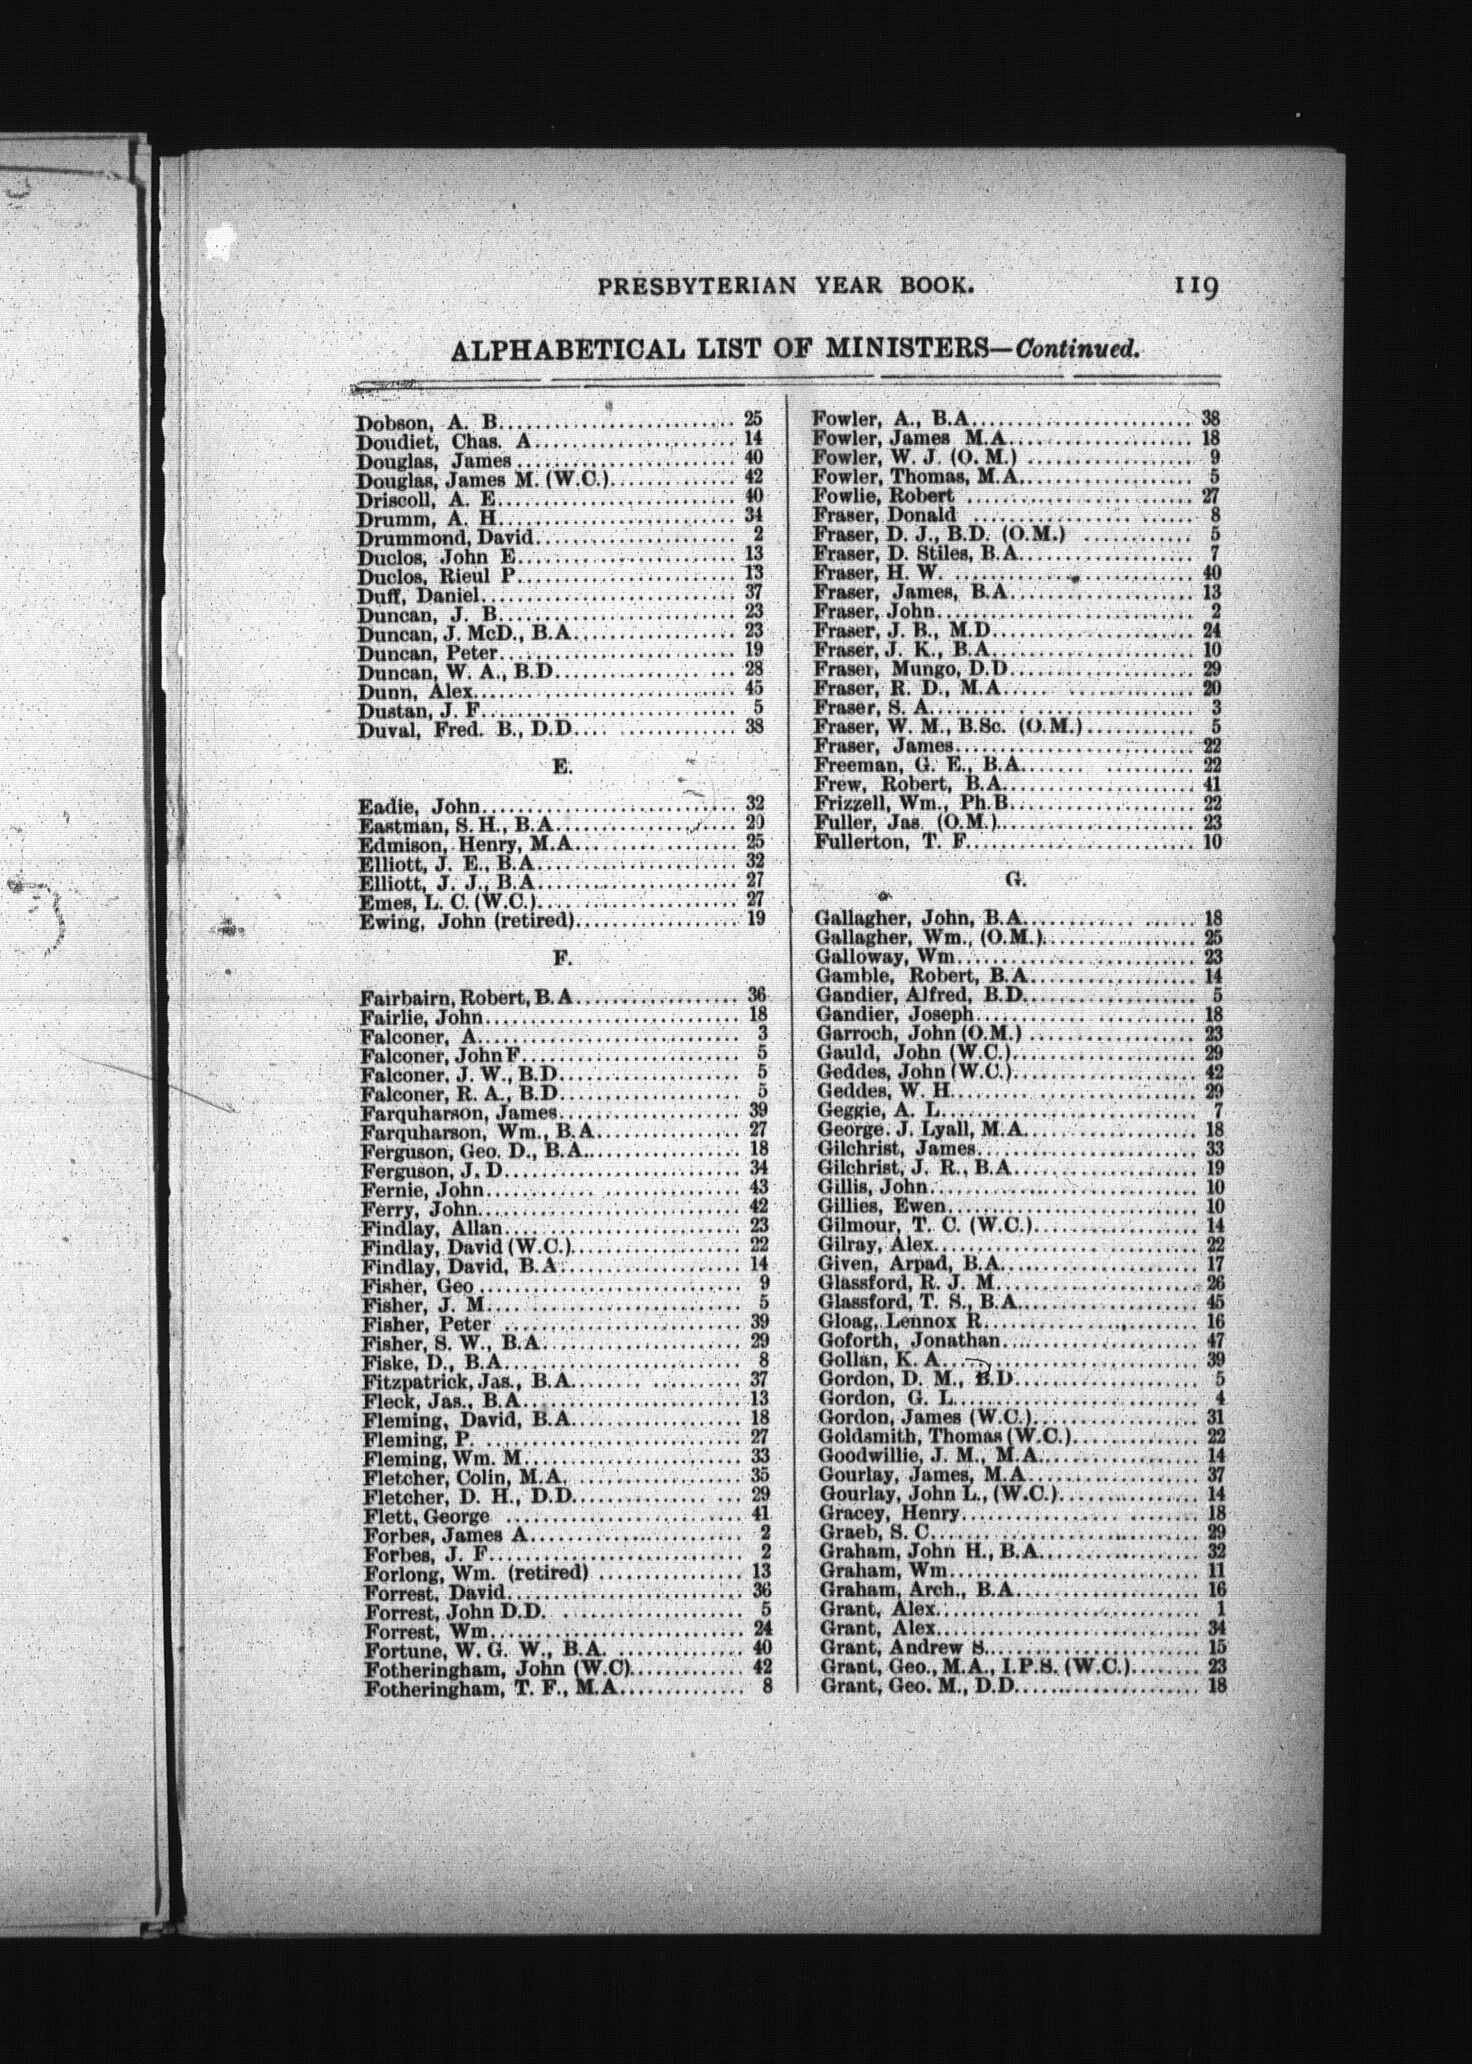 PRESBYTERIAN YEAR BOOK. 119
ALPHABETICAL LIST OF MINISTERS—Continued.
Dobson, A. B. 25
Doudiet, Chas. A. 14
Douglas, James 40
Douglas, James M. (W.C.) 42
Driscoll, A. E. 40
Drumm, A. H. 34
Drummond, David 2
Duclos, John E. 13
Duclos, Rieul P. 13
Duff, Daniel 37
Duncan, J. B. 23
Duncan, J. McD., B.A. 23
Duncan, Peter 19
Duncan, W. A., B.D. 28
Dunn, Alex. 45
Dustan, J. F. 5
Duval, Fred. B., D.D. 38
E.
Eadie, John 32
Eastman, S. H., B.A. 20
Edmison, Henry, M.A. 25
Elliott, J. E., B.A. 32
Elliott, J. J., B.A. 27
Emes, L. C. (W.C.) 27
Ewing, John (retired) 19
F.
Fairbairn, Robert, B.A. 36
Fairlie, John 18
Falconer, A. 3
Falconer, John F. 5
Falconer, J. W., B.D. 5
Falconer, R. A., B.D. 5
Farquharson, James 39
Farquharson, Wm., B.A. 27
Ferguson, Geo. D., B.A. 18
Ferguson, J. D. 34
Fernie, John 43
Ferry, John 42
Findlay, Allan 23
Findlay, David (W.C.) 22
Findlay, David, B.A. 14
Fisher, Geo 9
Fisher, J. M. 5
Fisher, Peter 39
Fisher, S. W., B.A. 29
Fiske, D., B.A. 8
Fitzpatrick, Jas., B.A. 37
Fleck, Jas., B.A. 13
Fleming, David, B.A. 18
Fleming, P. 27
Fleming, Wm. M. 33
Fletcher, Colin, M.A. 35
Fletcher, D. H., D.D. 29
Flett, George 41
Forbes, James A. 2
Forbes, J. F. 2
Forlong, Wm. (retired) 13
Forrest, David 36
Forrest, John D.D. 5
Forrest, Wm. 24
Fortune, W. G. W., B.A. 40
Fotheringham, John (W.C). 42
Fotheringham, T. F., M.A. 8
Fowler, A., B.A. 38
Fowler, James M.A. 18
Fowler, W. J. (O.M.) 9
Fowler, Thomas, M.A. 5
Fowlie, Robert 27
Fraser, Donald 8
Fraser, D. J., B.D. (O.M.) 5
Fraser, D. Stiles, B.A. 7
Fraser, H. W. 40
Fraser, James, B.A. 13
Fraser, John 2
Fraser, J. B., M.D. 24
Fraser, J. K., B.A. 10
Fraser, Mungo, D.D. 29
Fraser, R. D., M.A. 20
Fraser, S. A. 3
Fraser, W. M., B.Sc. (O.M.) 5
Fraser, James 22
Freeman, G. E., B.A. 22
Frew, Robert, B.A. 41
Frizzell, Wm., Ph.B. 22
Fuller, Jas. (O.M.) 23
Fullerton, T. F. 10
G.
Gallagher, John, B.A. 18
Gallagher, Wm., (O.M.) 25
Galloway, Wm. 23
Gamble, Robert, B.A. 14
Gandier, Alfred, B.D. 5
Gandier, Joseph 18
Garroch, John (O.M.) 23
Gauld, John (W.C.) 29
Geddes, John (W.C.) 42
Geddes, W. H. 29
Geggie, A. L. 7
George. J. Lyall, M.A. 18
Gilchrist, James 33
Gilchrist, J. R., B.A. 19
Gillis, John 10
Gillies, Ewen 10
Gilmour, T. C. (W.C.) 14
Gilray, Alex. 22
Given, Arpad, B.A. 17
Glassford, R. J. M. 26
Glassford, T. S., B.A. 45
Gloag, Lennox R. 16
Goforth, Jonathan 47
Gollan, K. A. 39
Gordon, D. M., B.D. 5
Gordon, G. L. 4
Gordon, James (W.C.) 31
Goldsmith, Thomas (W.C.) 22
Goodwillie, J. M., M.A. 14
Gourlay, James, M.A. 37
Gourlay, John L., (W.C.) 14
Gracey, Henry 18
Graeb, S. C. 29
Graham, John H., B.A. 32
Graham, Wm. 11
Graham, Arch., B.A. 16
Grant, Alex. 1
Grant, Alex. 34
Grant, Andrew S. 15
Grant, Geo., M.A., I.P.S. (W.C.) 23
Grant, Geo. M., D.D. 18